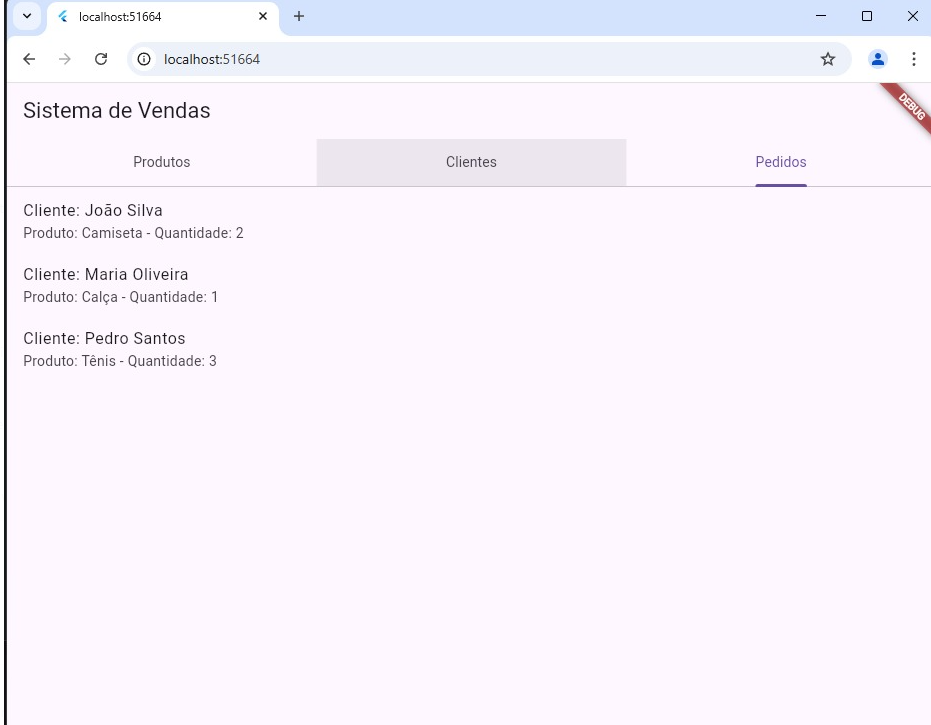 localhost:51664
localhost:51664
Sistema de Vendas
DEBUG
Produtos
Clientes
Pedidos
Cliente: João Silva
Produto: Camiseta - Quantidade: 2
Cliente: Maria Oliveira
Produto: Calça - Quantidade: 1
Cliente: Pedro Santos
Produto: Tênis - Quantidade: 3